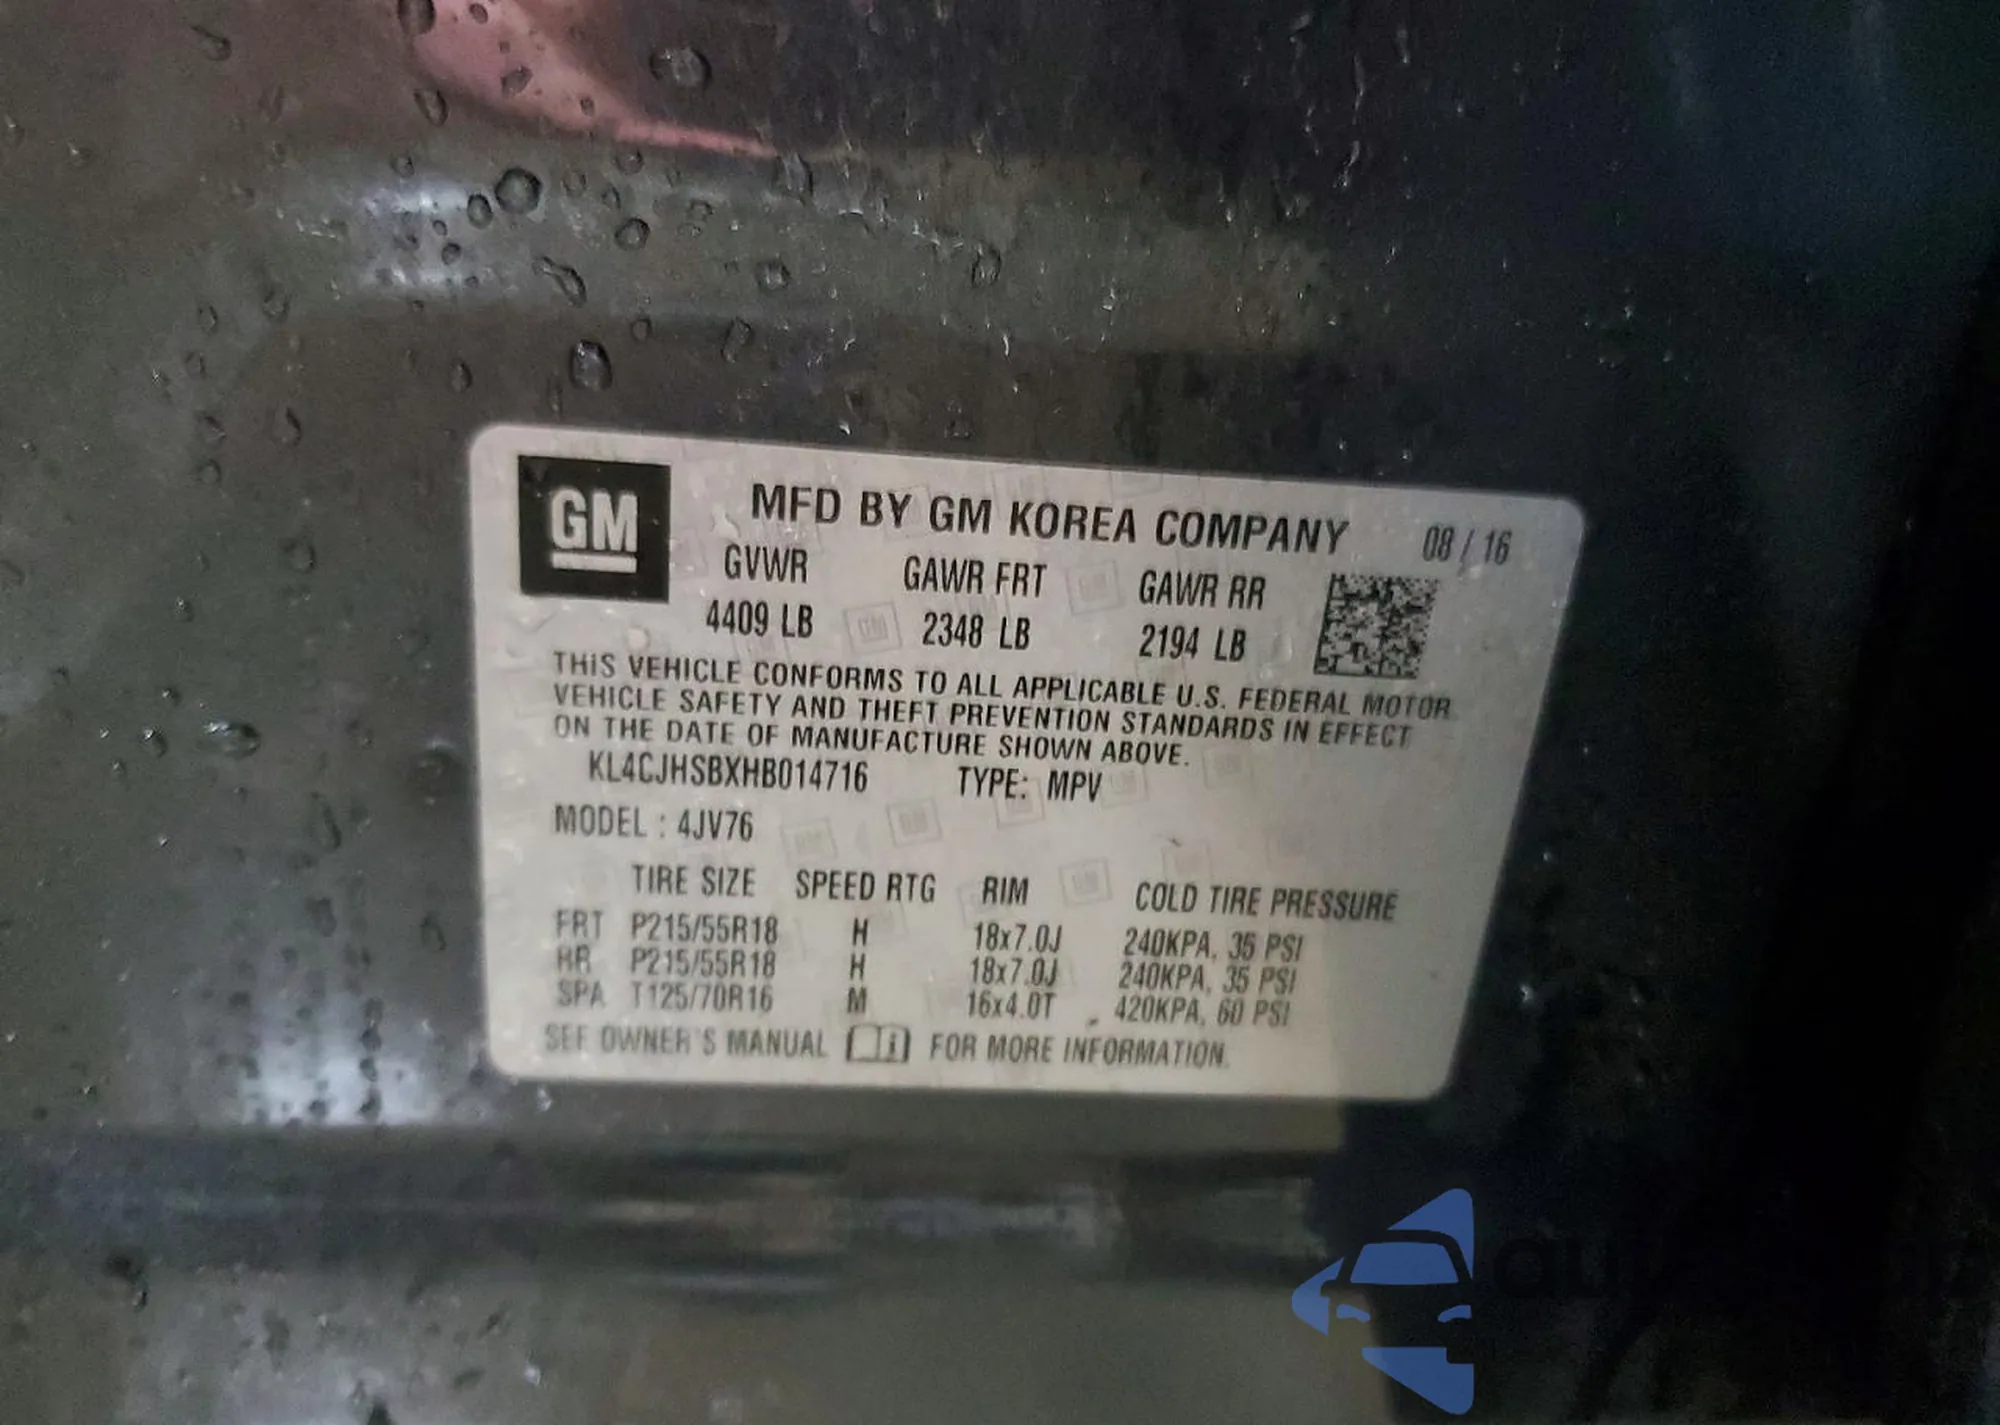 GM
MFD BY GM KOREA COMPANY 08 / 16
GVWR GAWR FRT GAWR RR
4409 LB 2348 LB 2194 LB
THIS VEHICLE CONFORMS TO ALL APPLICABLE U.S. FEDERAL MOTOR
VEHICLE SAFETY AND THEFT PREVENTION STANDARDS IN EFFECT
ON THE DATE OF MANUFACTURE SHOWN ABOVE.
KL4CJHSBXHB014716 TYPE: MPV
MODEL : 4JV76
TIRE SIZE SPEED RTG RIM COLD TIRE PRESSURE
FRT P215/55R18 H 18x7.0J 240KPA, 35 PSI
RR P215/55R18 H 18x7.0J 240KPA, 35 PSI
SPA T125/70R16 M 16x4.0T 420KPA, 60 PSI
SEE OWNER'S MANUAL FOR MORE INFORMATION.